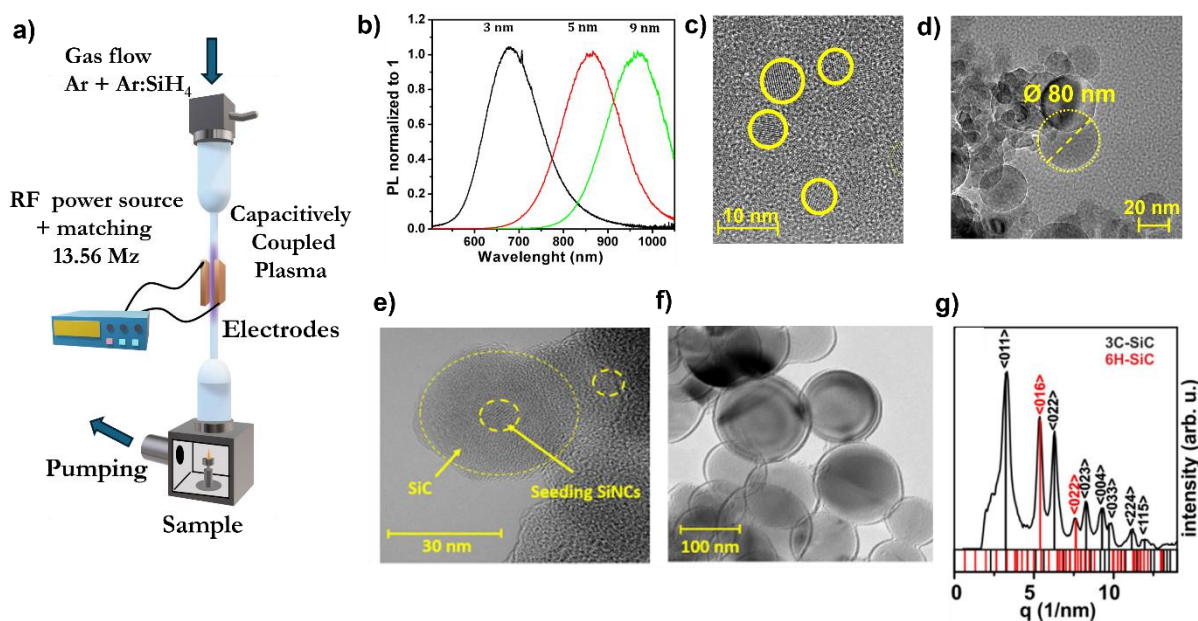 a)
Gas flow
Ar + Ar:SiH4
RF power source
+ matching
13.56 Mz
Capacitively
Coupled
Plasma
Electrodes
Pumping
Sample
b)
3 nm 5 nm 9 nm
PL normalized to 1
1.2
1.0
0.8
0.6
0.4
0.2
0.0
600 700 800 900 1000
Wavelenght (nm)
c)
10 nm
d)
Ø 80 nm
20 nm
e)
SiC
Seeding SiNCs
30 nm
f)
100 nm
g)
3C-SiC
6H-SiC
<011>
<016>
<022>
<022>
<023>
<004>
<033>
<224>
<115>
intensity (arb. u.)
0 5 10
q (1/nm)